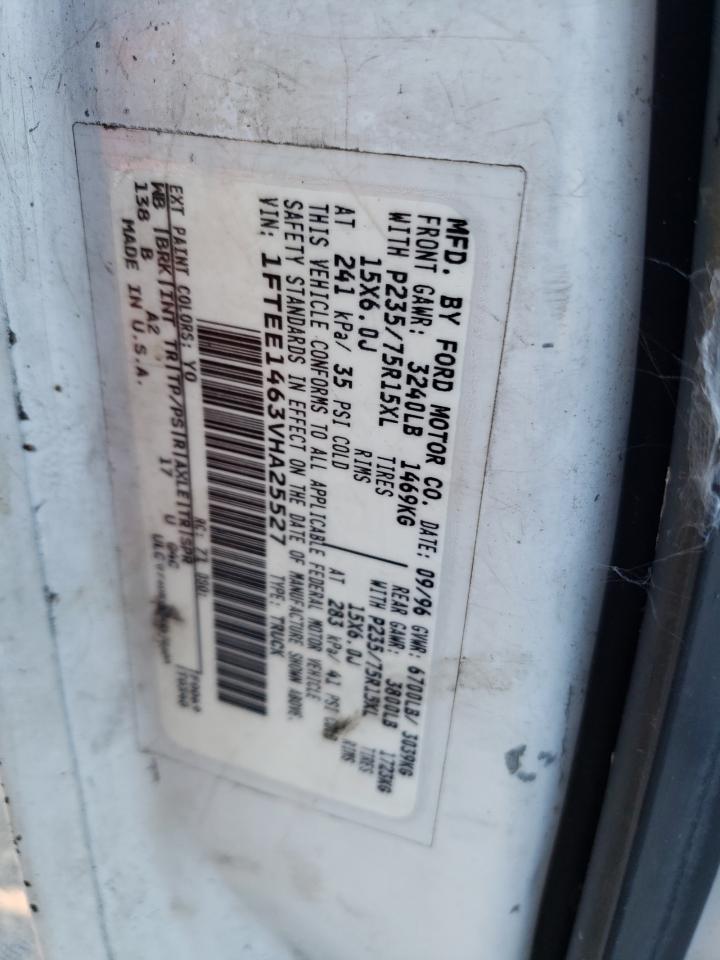 MFD. BY FORD MOTOR CO.
DATE: 09/96 GVWR: 6700LB/ 3039KG
FRONT GAWR: 3240LB 1469KG REAR GAWR: 3800LB 1723KG
WITH P235/75R15XL TIRES WITH P235/75R15XL TIRES
15X6.0J RIMS 15X6.0J RIMS
AT 241 kPa/ 35 PSI COLD AT 283 kPa/ 41 PSI COLD
THIS VEHICLE CONFORMS TO ALL APPLICABLE FEDERAL MOTOR VEHICLE
SAFETY STANDARDS IN EFFECT ON THE DATE OF MANUFACTURE SHOWN ABOVE.
VIN: 1FTEE1463VHA25527 TYPE: TRUCK
EXT PAINT COLORS: YO RC: 71 DSO:
WB |BRK|INT TR|TP/PS|R|AXLE|TR|SPR
138 B A2 17 U
MADE IN U.S.A.